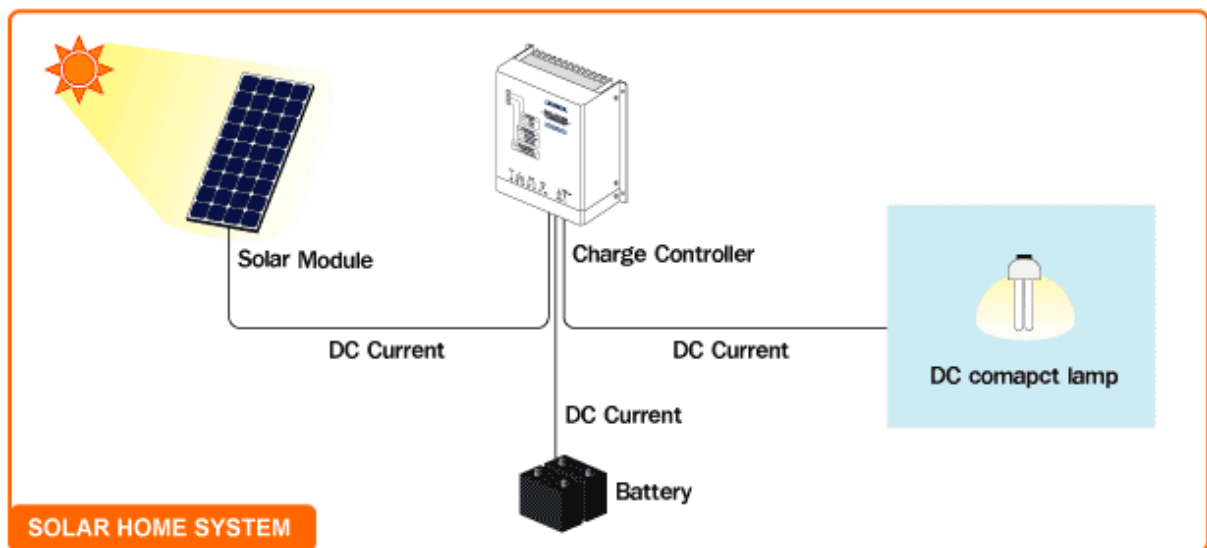 Solar Module
Charge Controller
DC Current
DC Current
DC comapct lamp
DC Current
Battery
SOLAR HOME SYSTEM